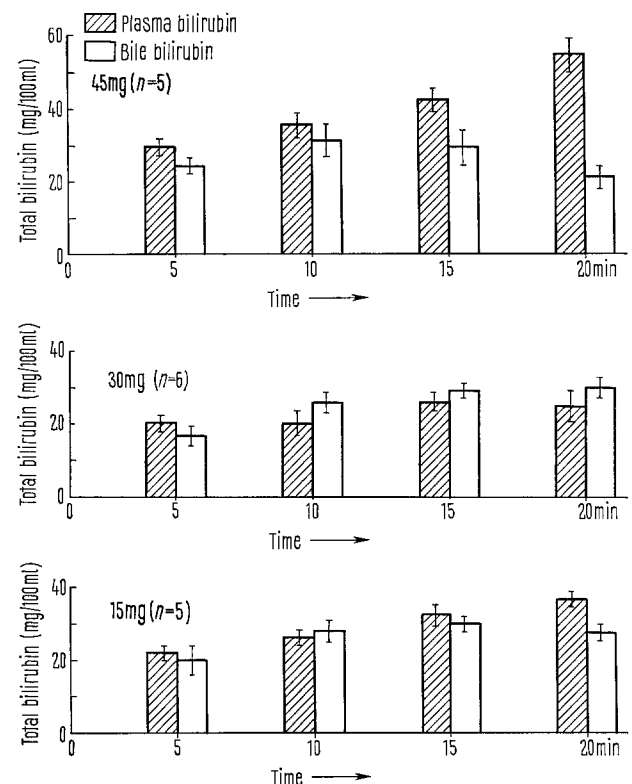 Plasma bilirubin
Bile bilirubin
45mg (n=5)
Total bilirubin (mg/100ml)
60
40
20
0
0 5 10 15 20min
Time
30mg (n=6)
Total bilirubin (mg/100ml)
40
20
0
0 5 10 15 20min
Time
15mg (n=5)
Total bilirubin (mg/100ml)
40
20
0
0 5 10 15 20min
Time